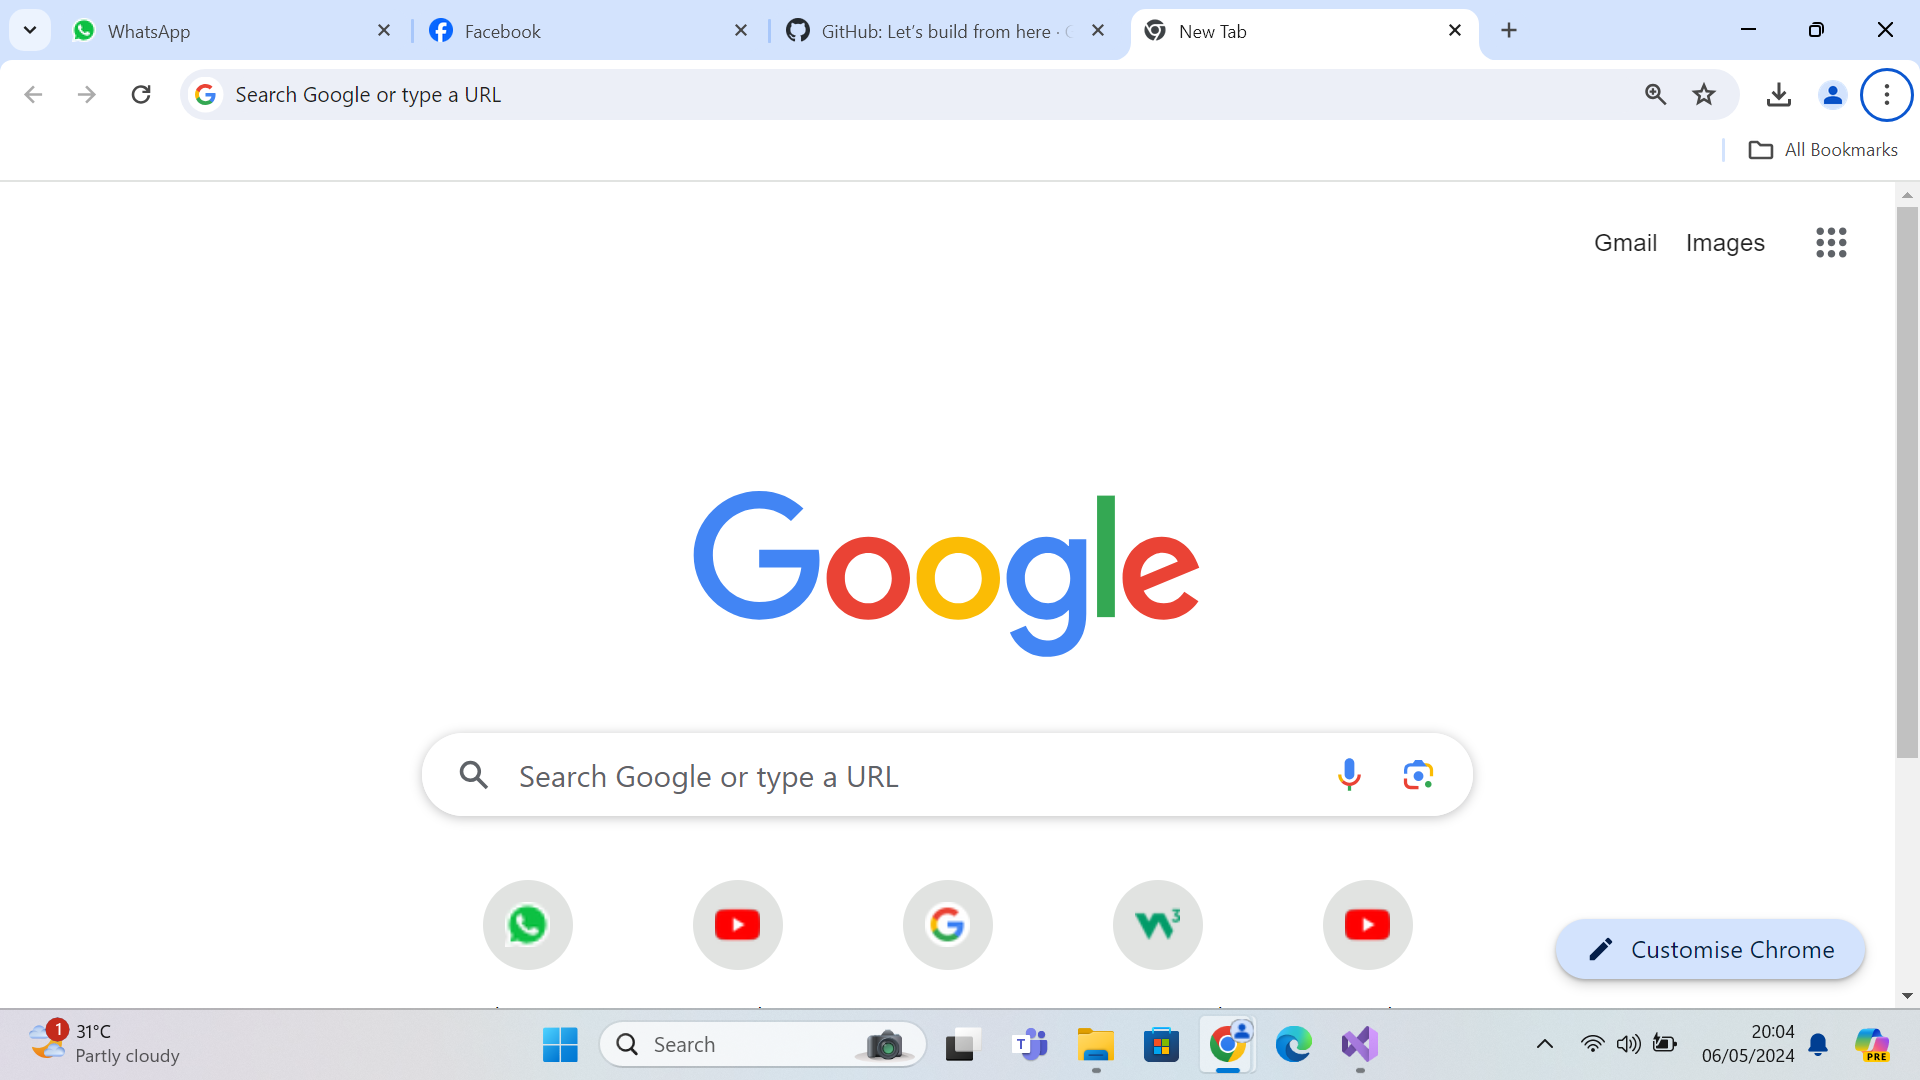 WhatsApp
Facebook
GitHub: Let's build from here ·
New Tab
Search Google or type a URL
All Bookmarks
Gmail
Images
Google
Search Google or type a URL
Customise Chrome
1
31°C
Partly cloudy
Search
20:04
06/05/2024
PRE